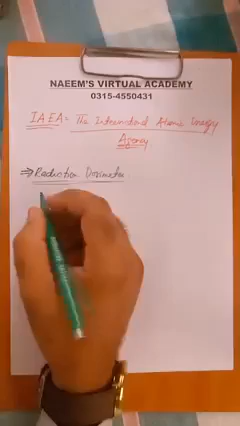 NAEEM'S VIRTUAL ACADEMY
0315-4550431
IAEA- The International Atomic Energy
Agency
⇒ Radiation Dosimeter